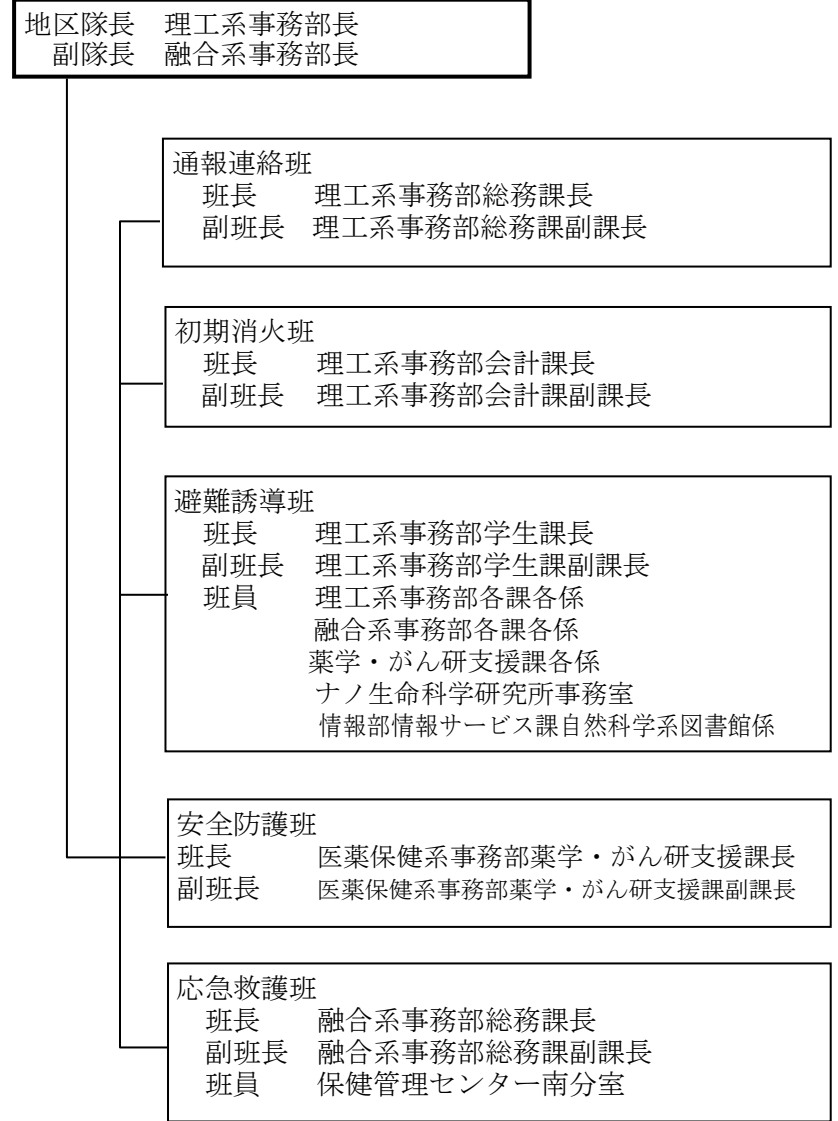 地区隊長　理工系事務部長
副隊長　融合系事務部長
通報連絡班
班長　　理工系事務部総務課長
副班長　理工系事務部総務課副課長
初期消火班
班長　　理工系事務部会計課長
副班長　理工系事務部会計課副課長
避難誘導班
班長　　理工系事務部学生課長
副班長　理工系事務部学生課副課長
班員　　理工系事務部各課各係
融合系事務部各課各係
薬学・がん研支援課各係
ナノ生命科学研究所事務室
情報部情報サービス課自然科学系図書館係
安全防護班
班長　　医薬保健系事務部薬学・がん研支援課長
副班長　医薬保健系事務部薬学・がん研支援課副課長
応急救護班
班長　　融合系事務部総務課長
副班長　融合系事務部総務課副課長
班員　　保健管理センター南分室